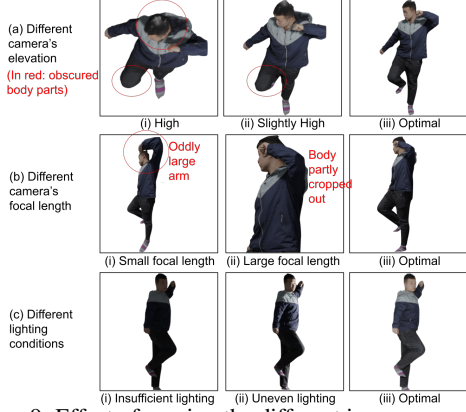 (a) Different
camera's
elevation
(In red: obscured
body parts)
(i) High
(ii) Slightly High
(iii) Optimal
(b) Different
camera's
focal length
Oddly
large
arm
Body
partly
cropped
out
(i) Small focal length
(ii) Large focal length
(iii) Optimal
(c) Different
lighting
conditions
(i) Insufficient lighting
(ii) Uneven lighting
(iii) Optimal